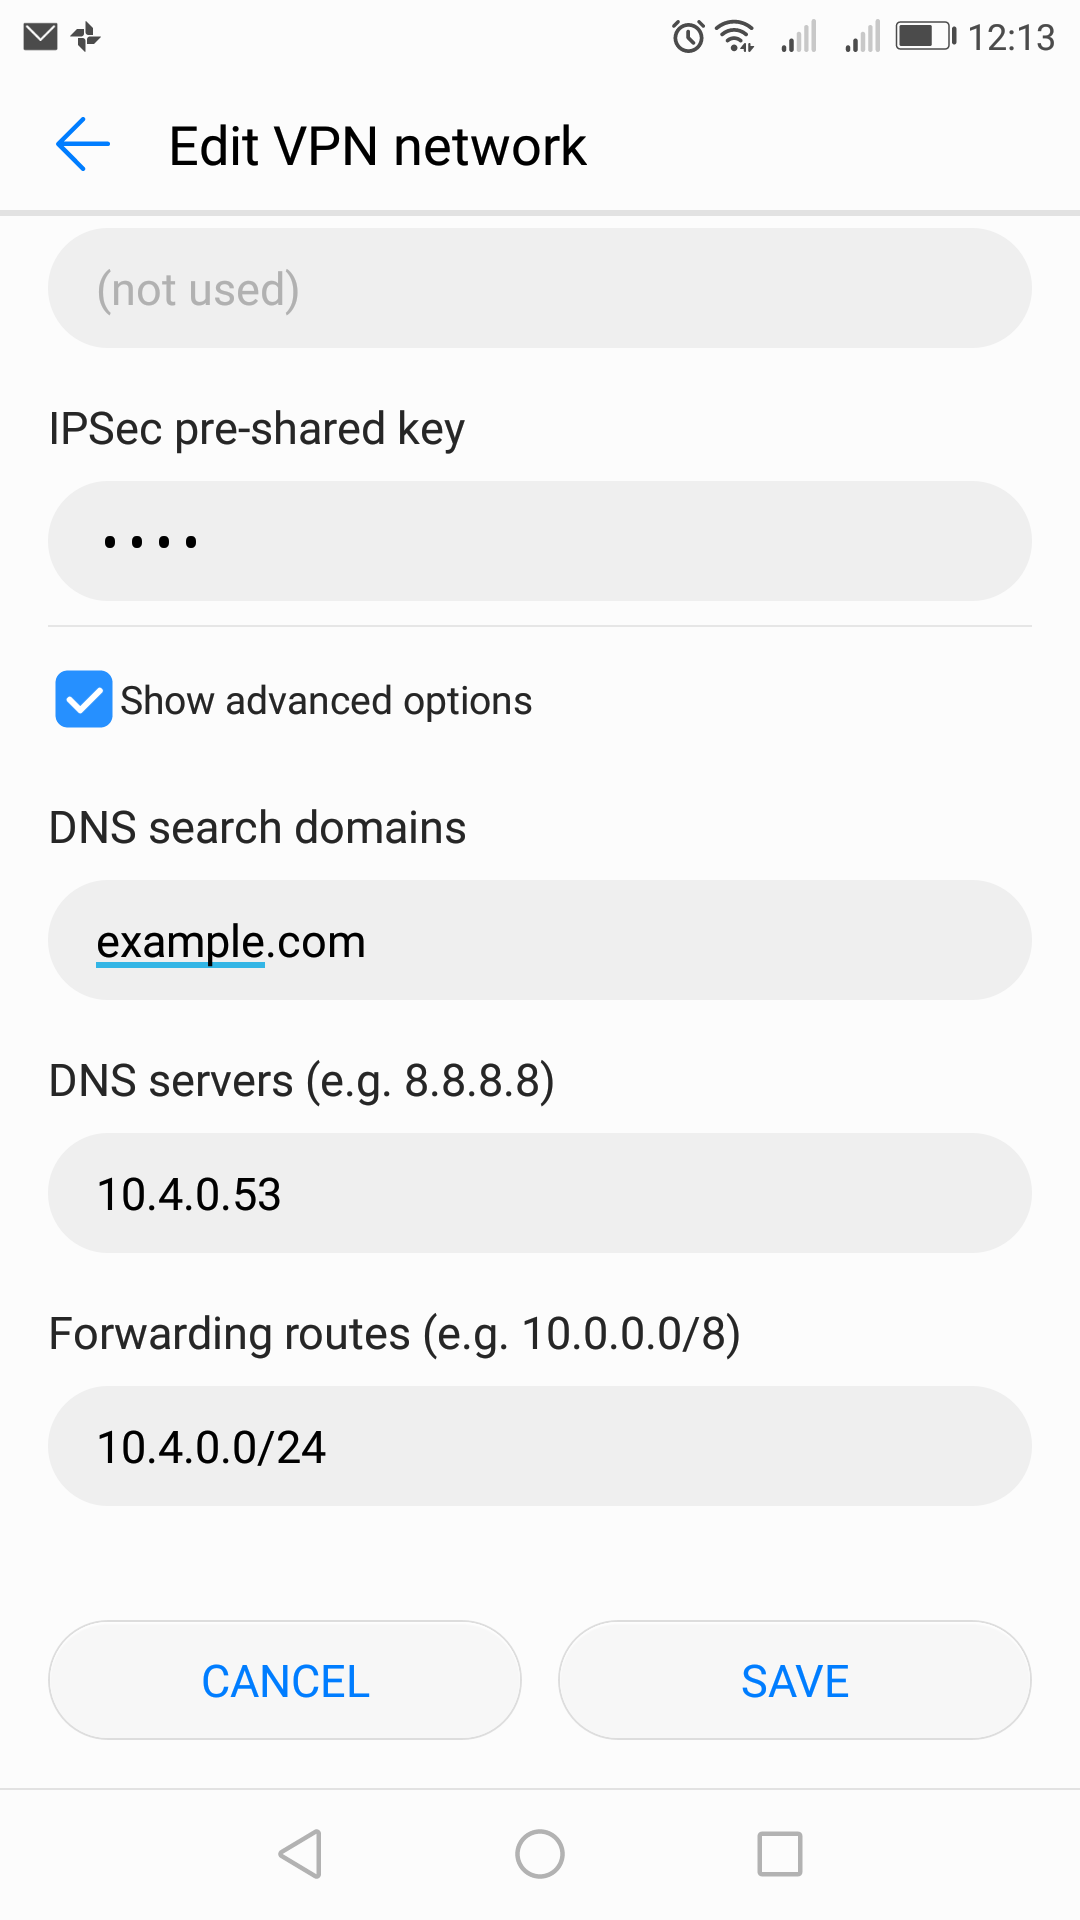 12:13
Edit VPN network
(not used)
IPSec pre-shared key
••••
Show advanced options
DNS search domains
example.com
DNS servers (e.g. 8.8.8.8)
10.4.0.53
Forwarding routes (e.g. 10.0.0.0/8)
10.4.0.0/24
CANCEL
SAVE